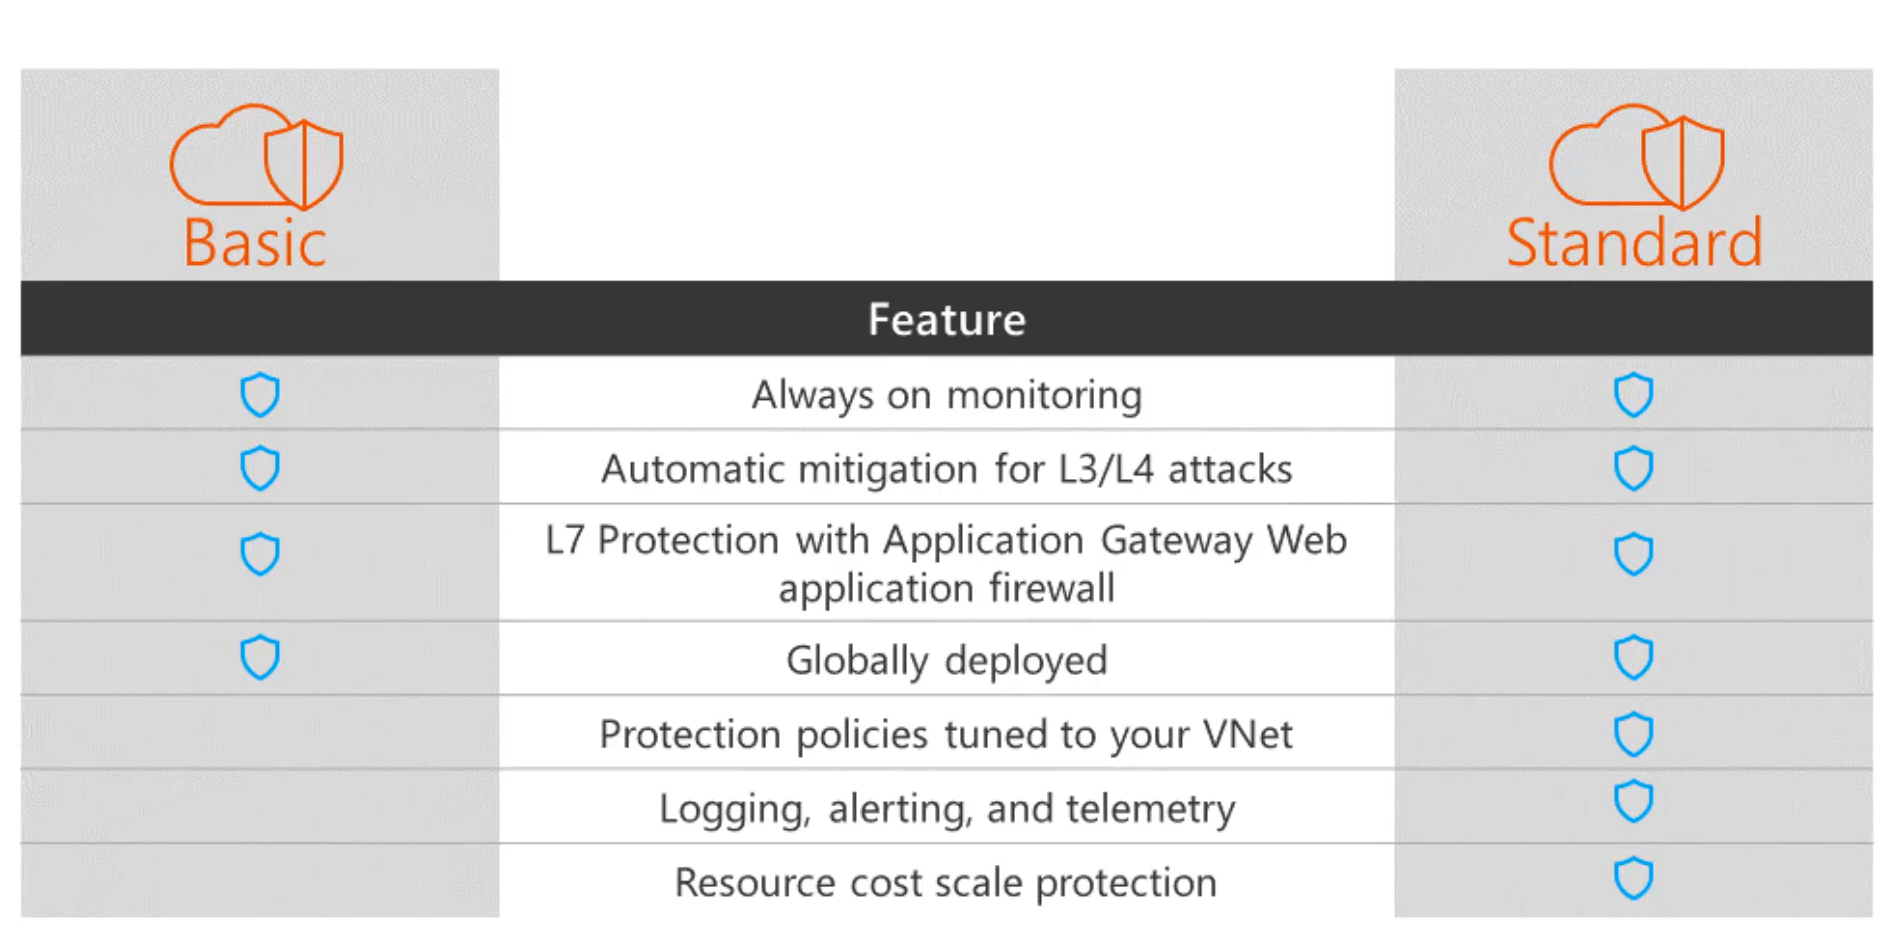 Basic
Standard
Feature
Always on monitoring
Automatic mitigation for L3/L4 attacks
L7 Protection with Application Gateway Web
application firewall
Globally deployed
Protection policies tuned to your VNet
Logging, alerting, and telemetry
Resource cost scale protection